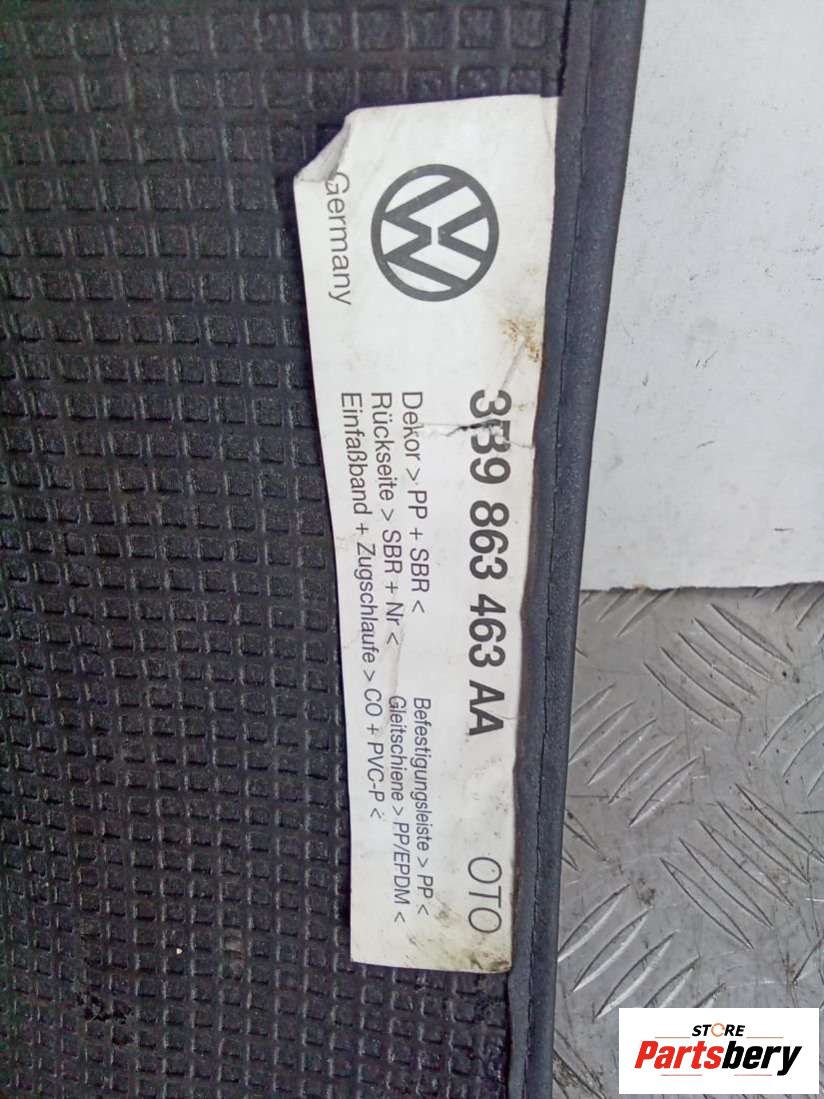 Germany
3B9 863 463 AA OTO
Dekor > PP + SBR < Befestigungsleiste > PP <
Rückseite > SBR + Nr < Gleitschiene > PP/EPDM <
Einfaßband + Zugschlaufe > CO + PVC-P <
STORE
Partsbery